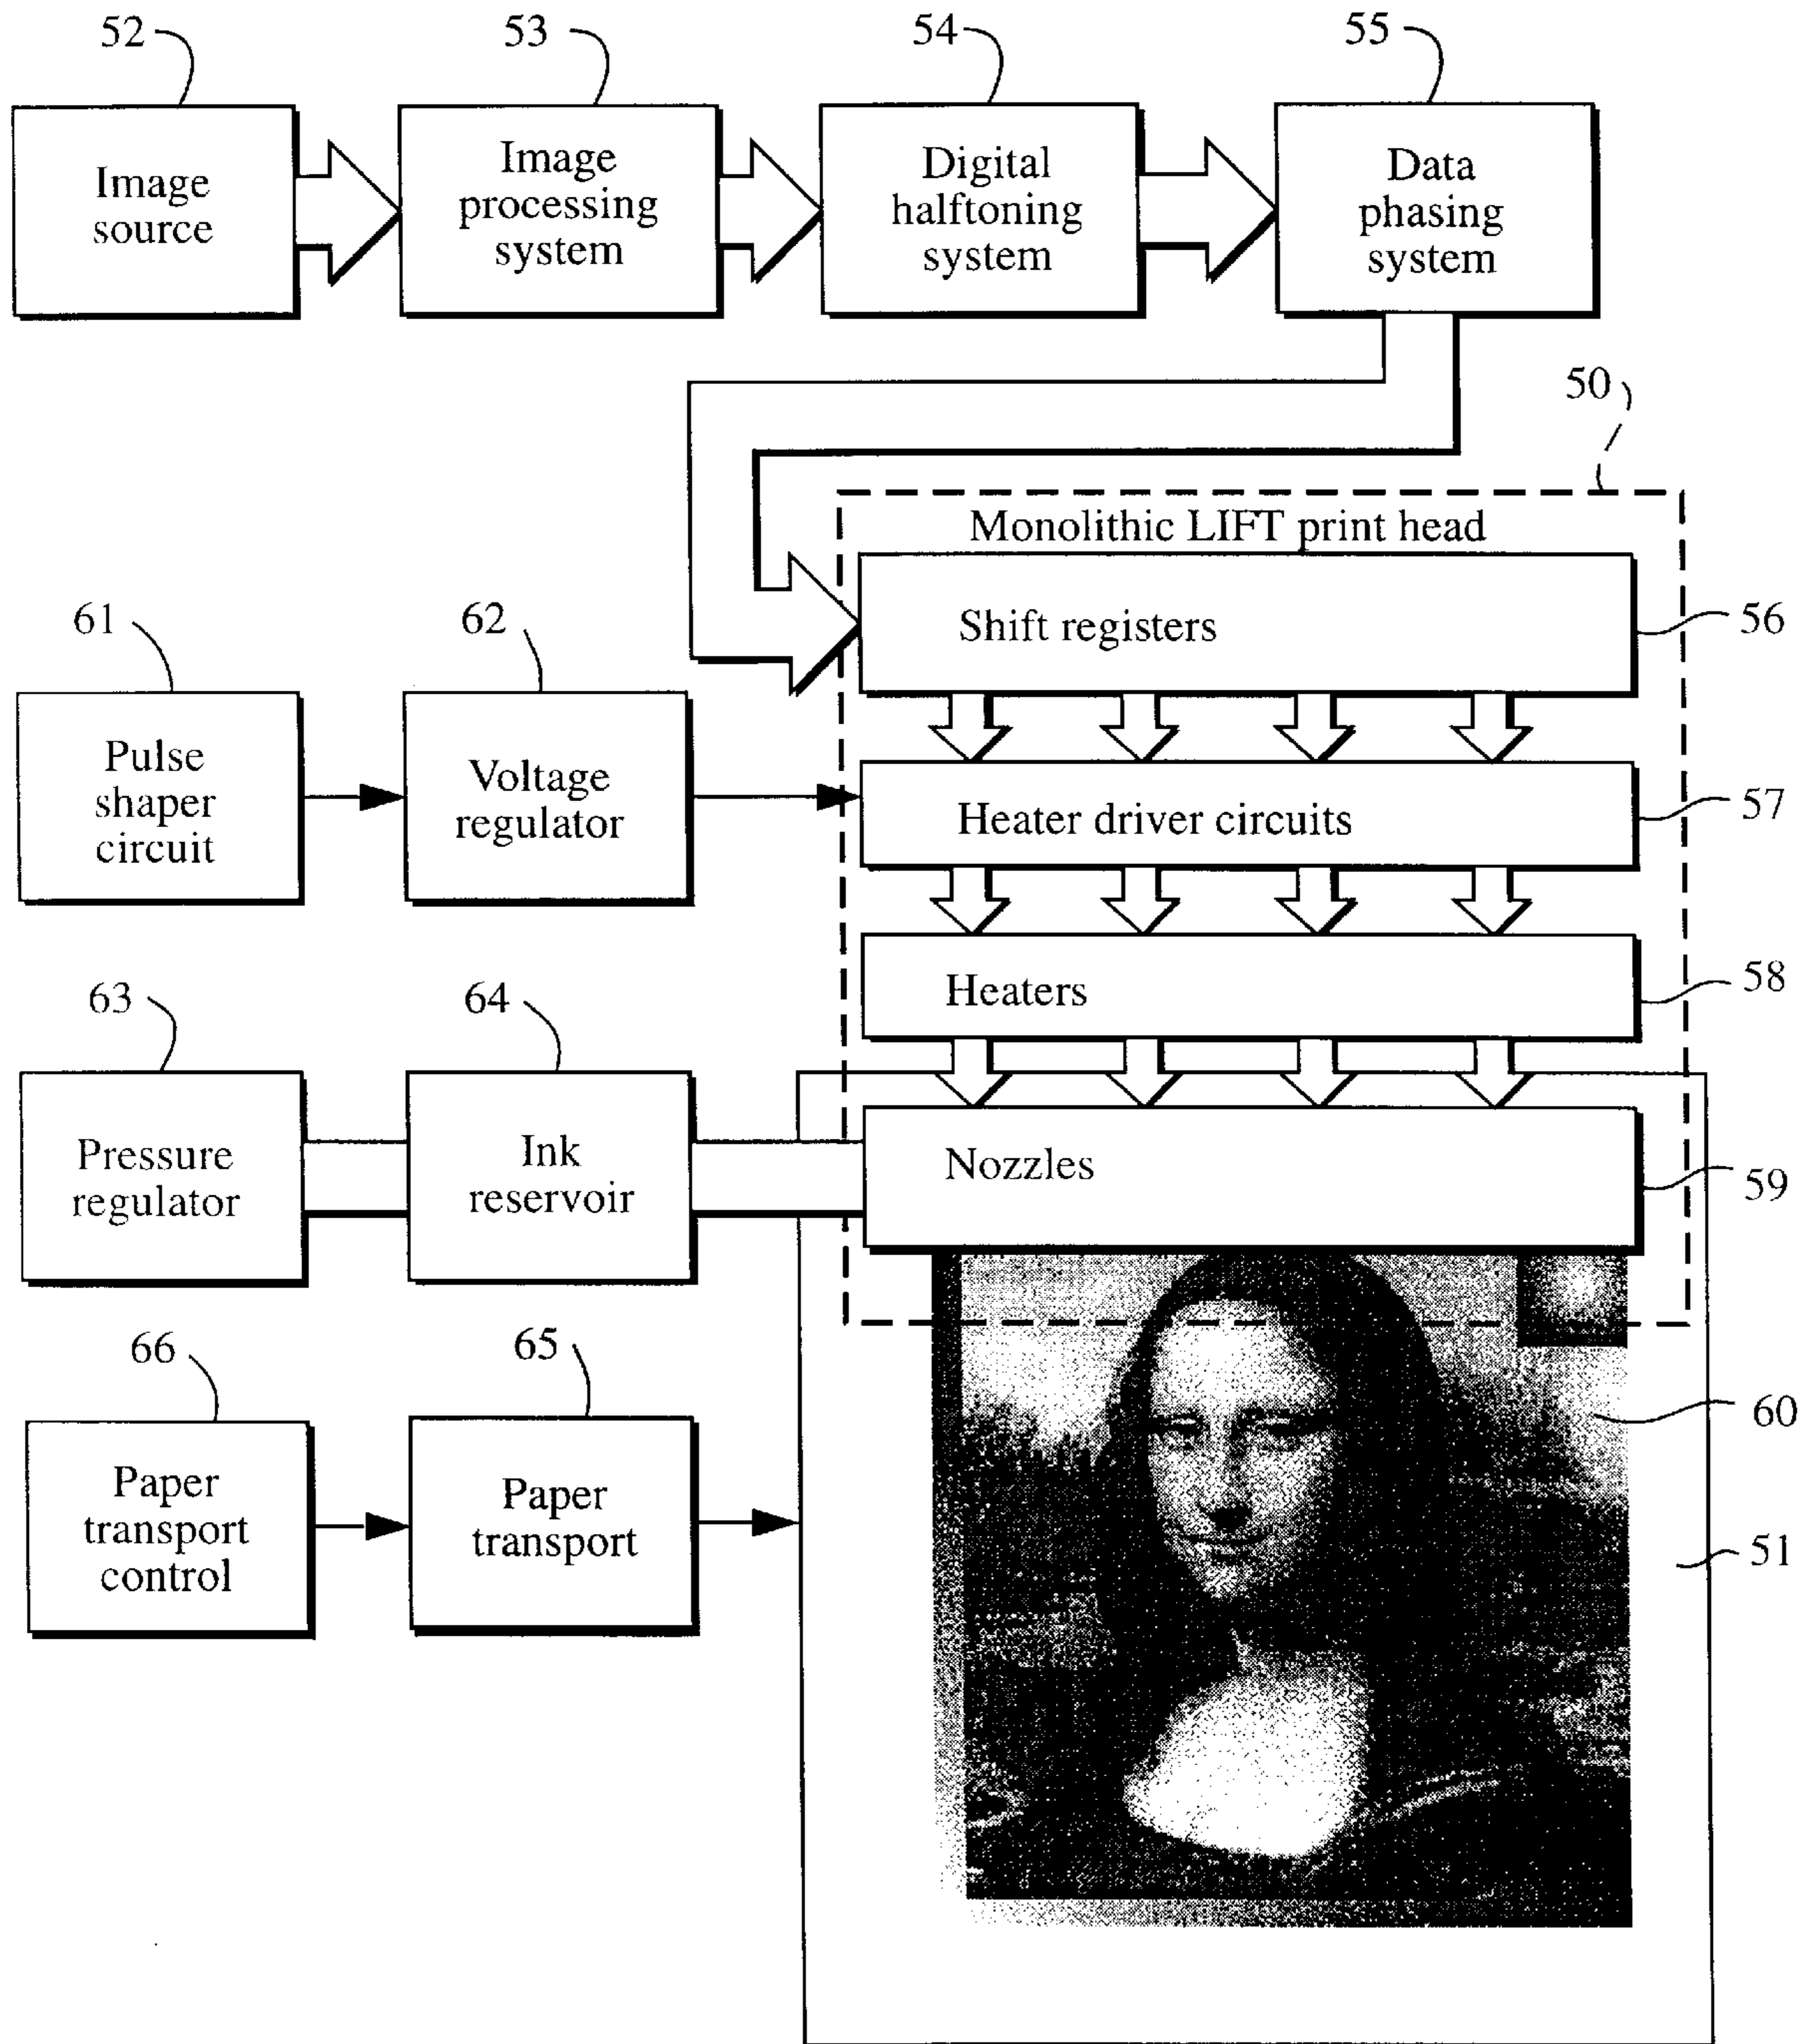 52
53
54
55
Image
source
Image
processing
system
Digital
halftoning
system
Data
phasing
system
50
Monolithic LIFT print head
61
62
Shift registers
56
Pulse
shaper
circuit
Voltage
regulator
Heater driver circuits
57
63
64
Heaters
58
Pressure
regulator
Ink
reservoir
Nozzles
59
66
65
60
Paper
transport
control
Paper
transport
51